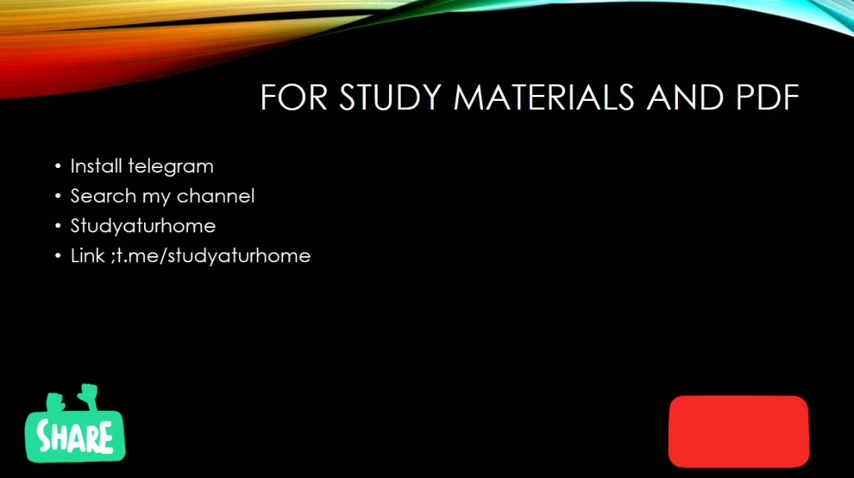 FOR STUDY MATERIALS AND PDF
• Install telegram
• Search my channel
• Studyaturhome
• Link ;t.me/studyaturhome
SHARE